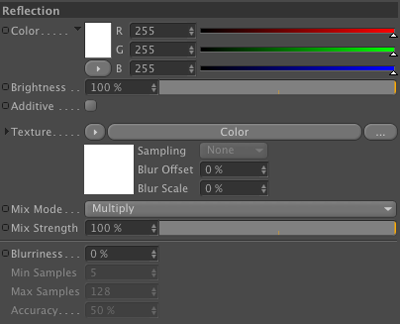 Reflection
Color. . . . . R 255
G 255
B 255
Brightness . . 100 %
Additive . . .
Texture. . . . . Color ...
Sampling None
Blur Offset 0 %
Blur Scale 0 %
Mix Mode . . . Multiply
Mix Strength 100 %
Blurriness. . . 0 %
Min Samples 5
Max Samples 128
Accuracy. . . . 50 %